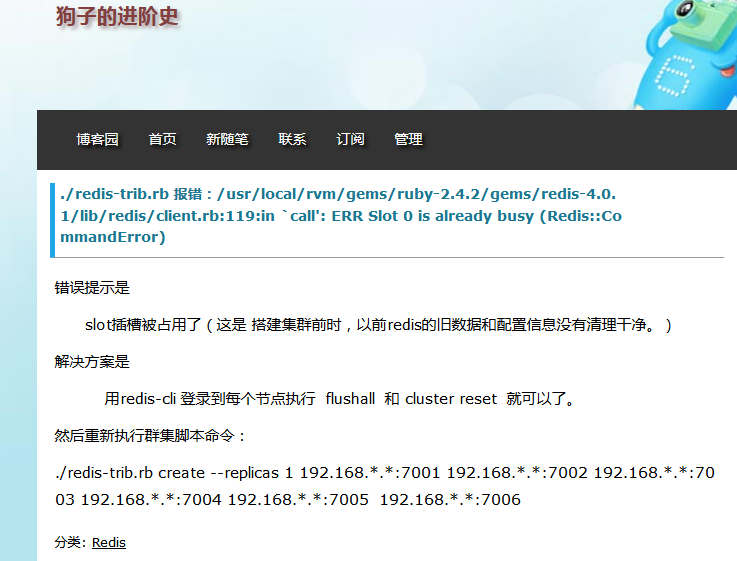 狗子的进阶史
博客园 首页 新随笔 联系 订阅 管理
./redis-trib.rb 报错：/usr/local/rvm/gems/ruby-2.4.2/gems/redis-4.0.
1/lib/redis/client.rb:119:in `call': ERR Slot 0 is already busy (Redis::Co
mmandError)
错误提示是
slot插槽被占用了（这是 搭建集群前时，以前redis的旧数据和配置信息没有清理干净。）
解决方案是
用redis-cli 登录到每个节点执行 flushall 和 cluster reset 就可以了。
然后重新执行群集脚本命令：
./redis-trib.rb create --replicas 1 192.168.*.*:7001 192.168.*.*:7002 192.168.*.*:70
03 192.168.*.*:7004 192.168.*.*:7005 192.168.*.*:7006
分类: Redis